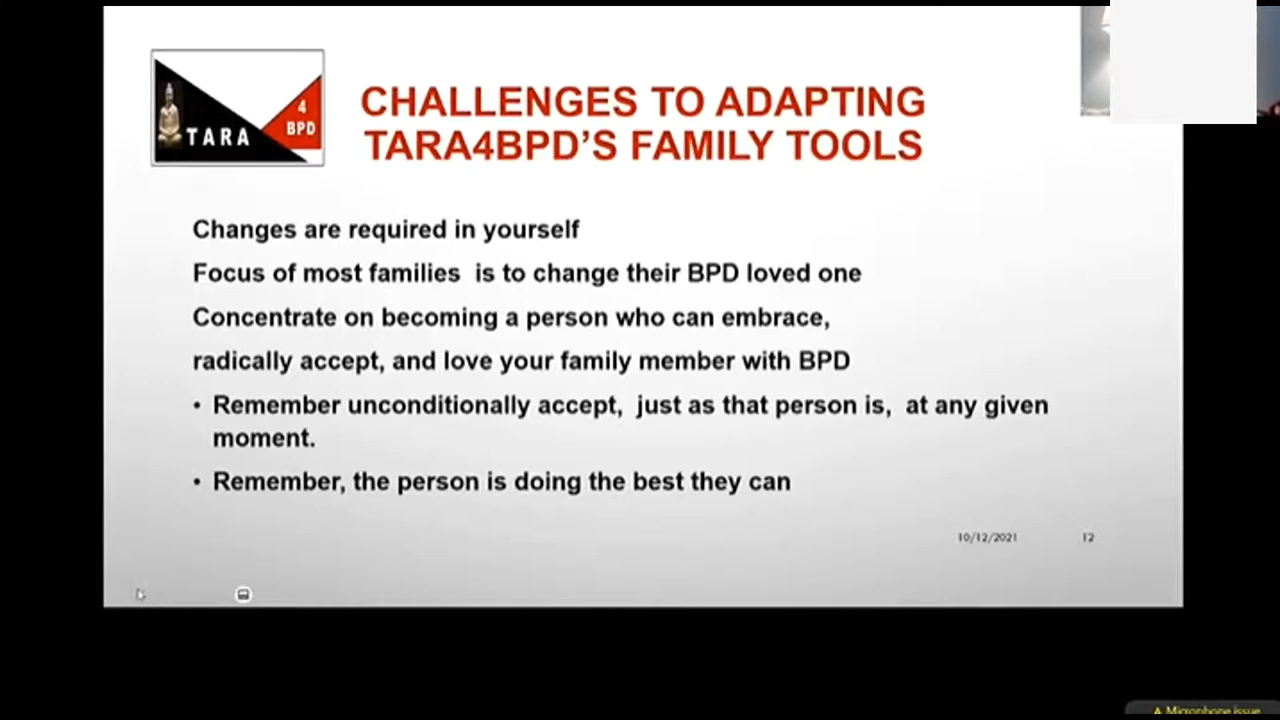 TARA
4
BPD
CHALLENGES TO ADAPTING
TARA4BPD'S FAMILY TOOLS
Changes are required in yourself
Focus of most families is to change their BPD loved one
Concentrate on becoming a person who can embrace,
radically accept, and love your family member with BPD
• Remember unconditionally accept, just as that person is, at any given
moment.
• Remember, the person is doing the best they can
10/12/2021
12
Microphone issue